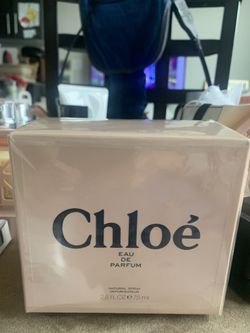 Chloé
EAU
DE
PARFUM
NATURAL SPRAY
VAPORISATEUR
2.5 FL.OZ℮75 ml